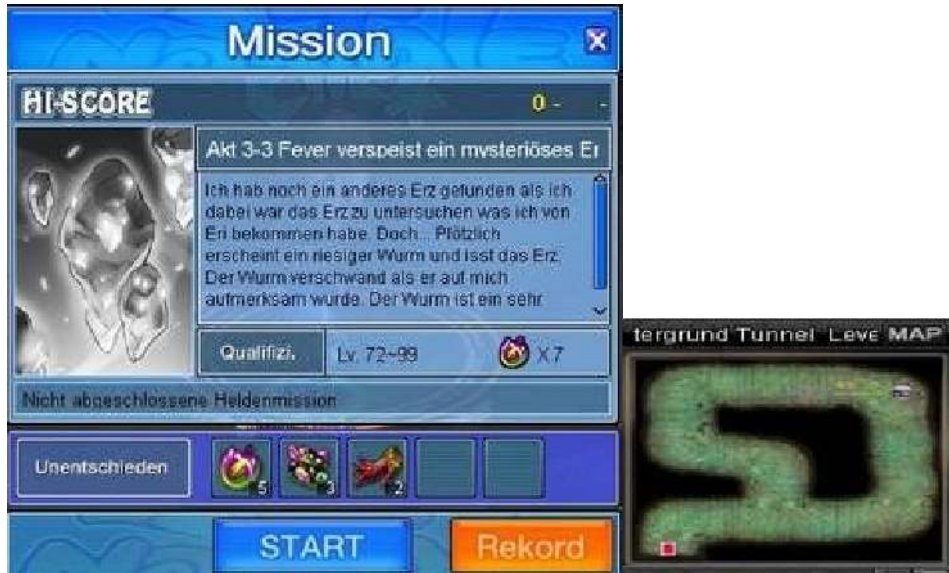 Mission
HI-SCORE
0 - -
Akt 3-3 Fever verspeist ein mysteriöses Er
Ich hab noch ein anderes Erz gefunden als ich
dabei war das Erz zu untersuchen was ich von
Eri bekommen habe. Doch... Plötzlich
erscheint ein riesiger Wurm und isst das Erz.
Der Wurm verschwand als er auf mich
aufmerksam wurde. Der Wurm ist ein sehr
Qualifizi.
Lv. 72~99
X 7
Nicht abgeschlossene Heldenmission
Unentschieden
5
3
2
START
Rekord
tergrund Tunnel Leve MAP